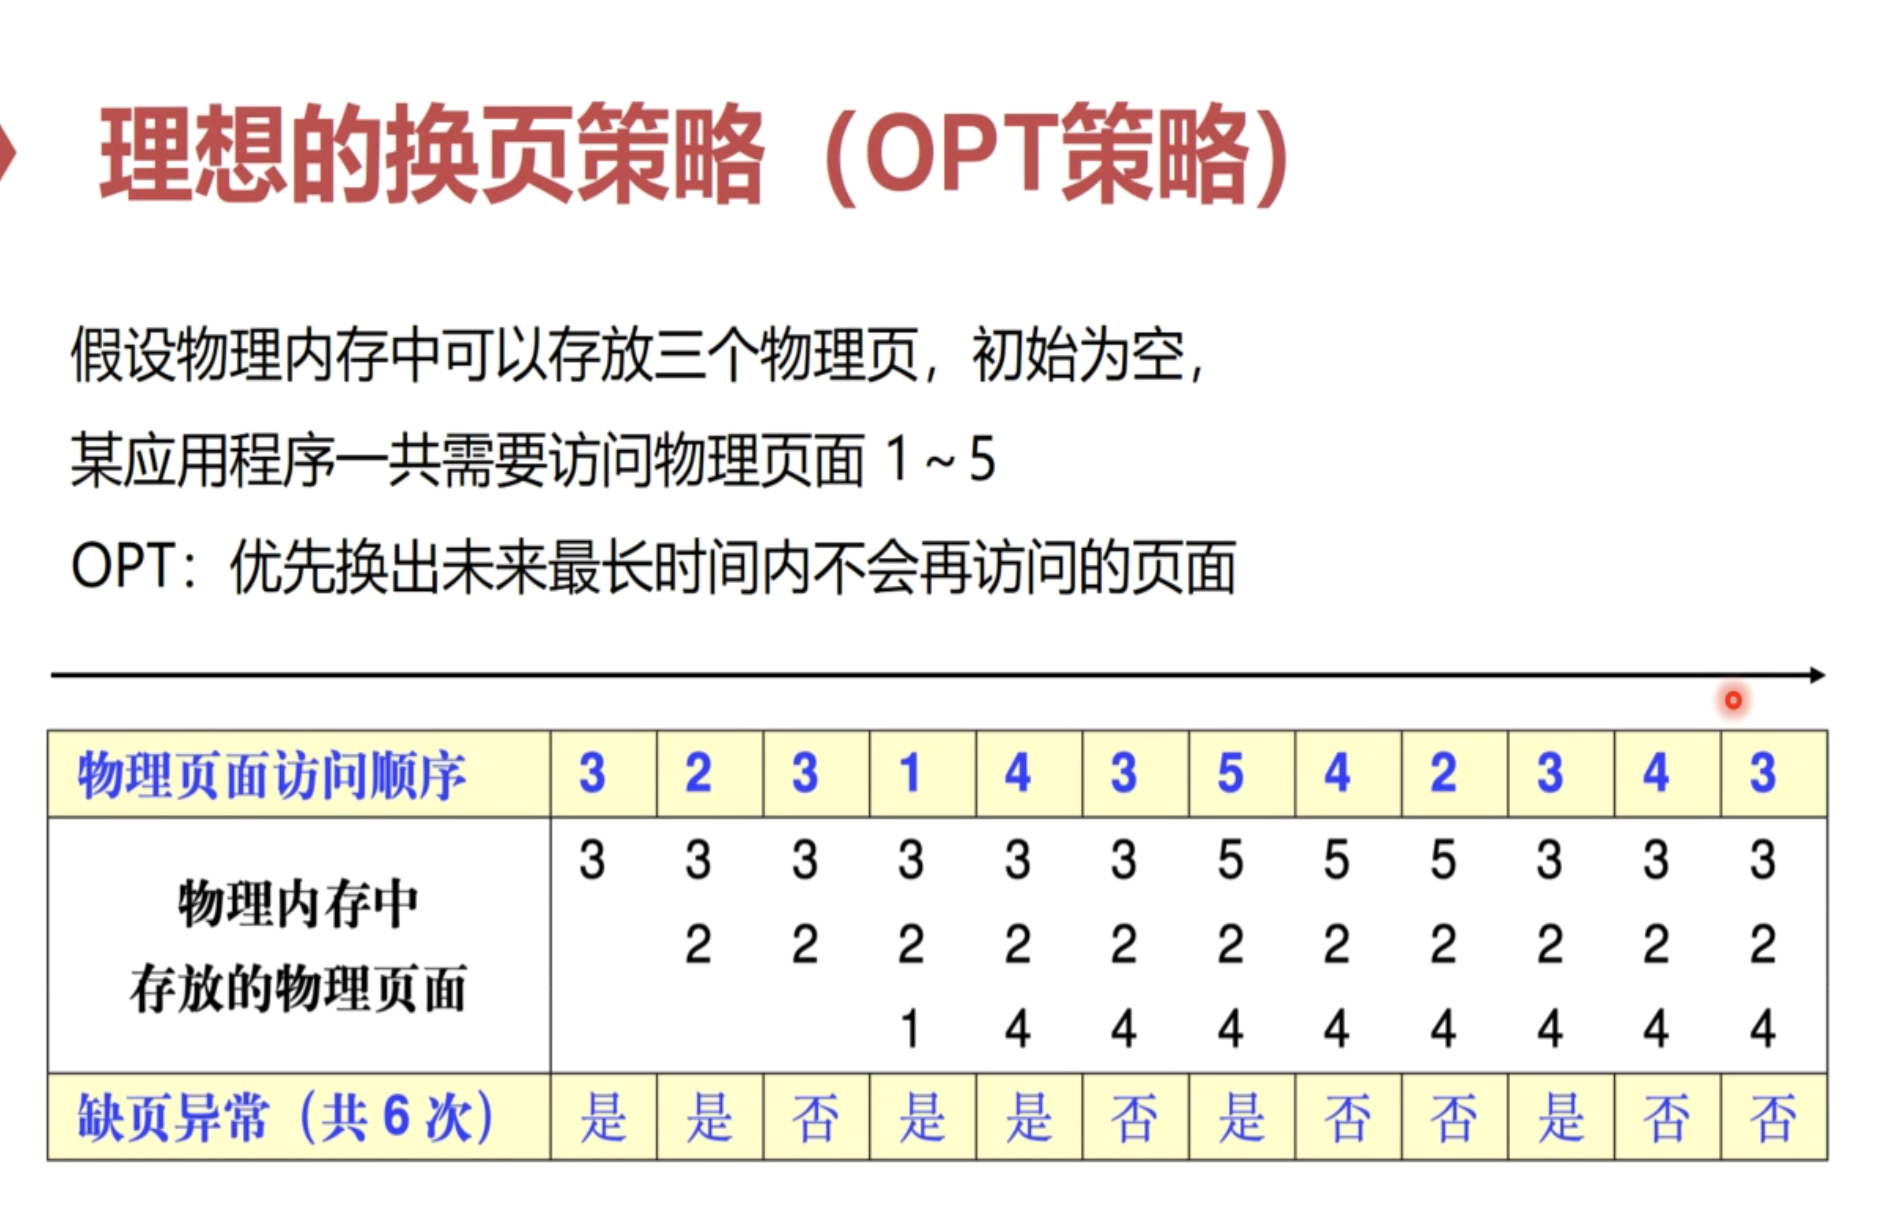 理想的换页策略（OPT策略）
假设物理内存中可以存放三个物理页，初始为空，
某应用程序一共需要访问物理页面 1~5
OPT：优先换出未来最长时间内不会再访问的页面
物理页面访问顺序 3 2 3 1 4 3 5 4 2 3 4 3
3 3 3 3 3 3 5 5 5 3 3 3
物理内存中
2 2 2 2 2 2 2 2 2 2 2
存放的物理页面
1 4 4 4 4 4 4 4 4
缺页异常（共 6 次） 是 是 否 是 是 否 是 否 否 是 否 否